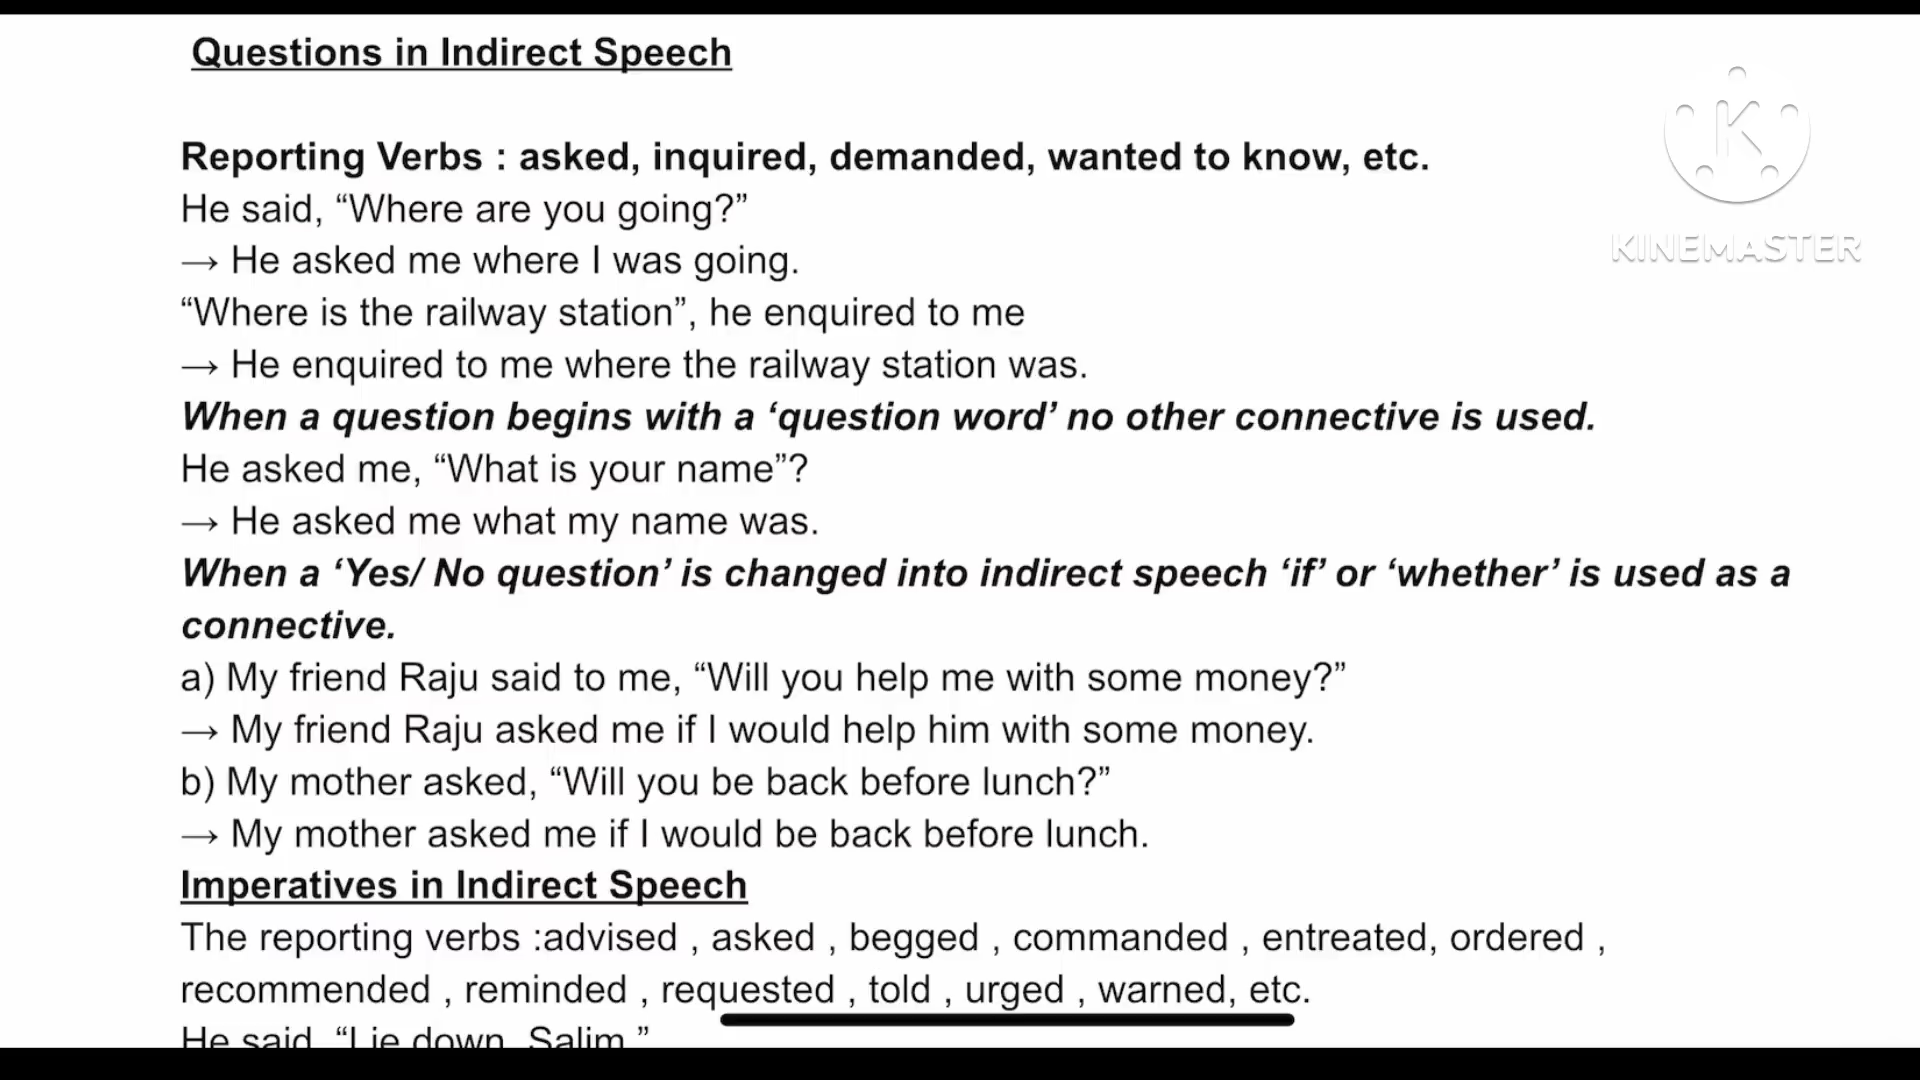 Questions in Indirect Speech
Reporting Verbs : asked, inquired, demanded, wanted to know, etc.
He said, “Where are you going?”
→ He asked me where I was going.
“Where is the railway station”, he enquired to me
→ He enquired to me where the railway station was.
When a question begins with a ‘question word’ no other connective is used.
He asked me, “What is your name”?
→ He asked me what my name was.
When a ‘Yes/ No question’ is changed into indirect speech ‘if’ or ‘whether’ is used as a
connective.
a) My friend Raju said to me, “Will you help me with some money?”
→ My friend Raju asked me if I would help him with some money.
b) My mother asked, “Will you be back before lunch?”
→ My mother asked me if I would be back before lunch.
Imperatives in Indirect Speech
The reporting verbs :advised , asked , begged , commanded , entreated, ordered ,
recommended , reminded , requested , told , urged , warned, etc.
He said, “Lie down, Salim.”
K
KINEMASTER